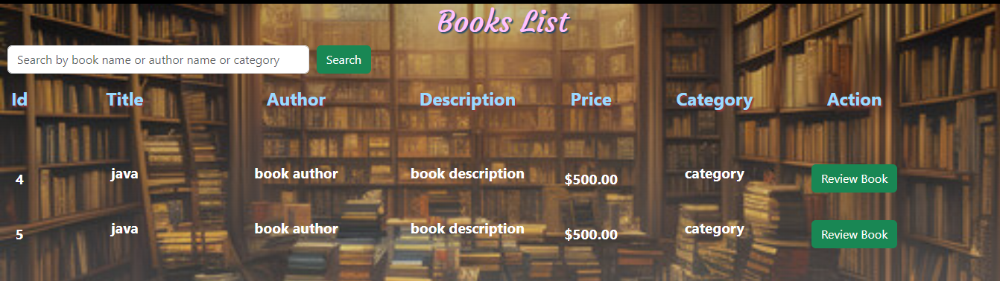 Books List
Search by book name or author name or category Search
Id Title Author Description Price Category Action
4 java book author book description $500.00 category Review Book
5 java book author book description $500.00 category Review Book